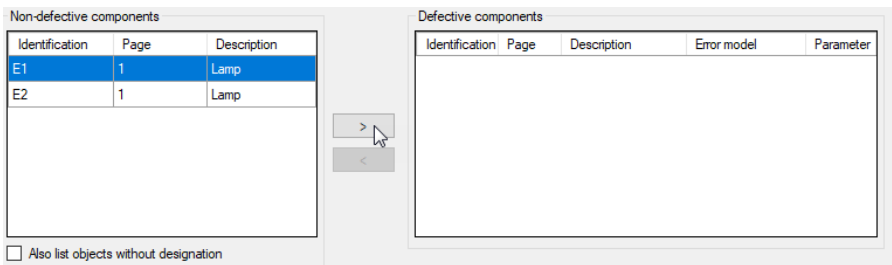 Non-defective components
Identification Page Description
E1 1 Lamp
E2 1 Lamp
Also list objects without designation
>
<
Defective components
Identification Page Description Error model Parameter